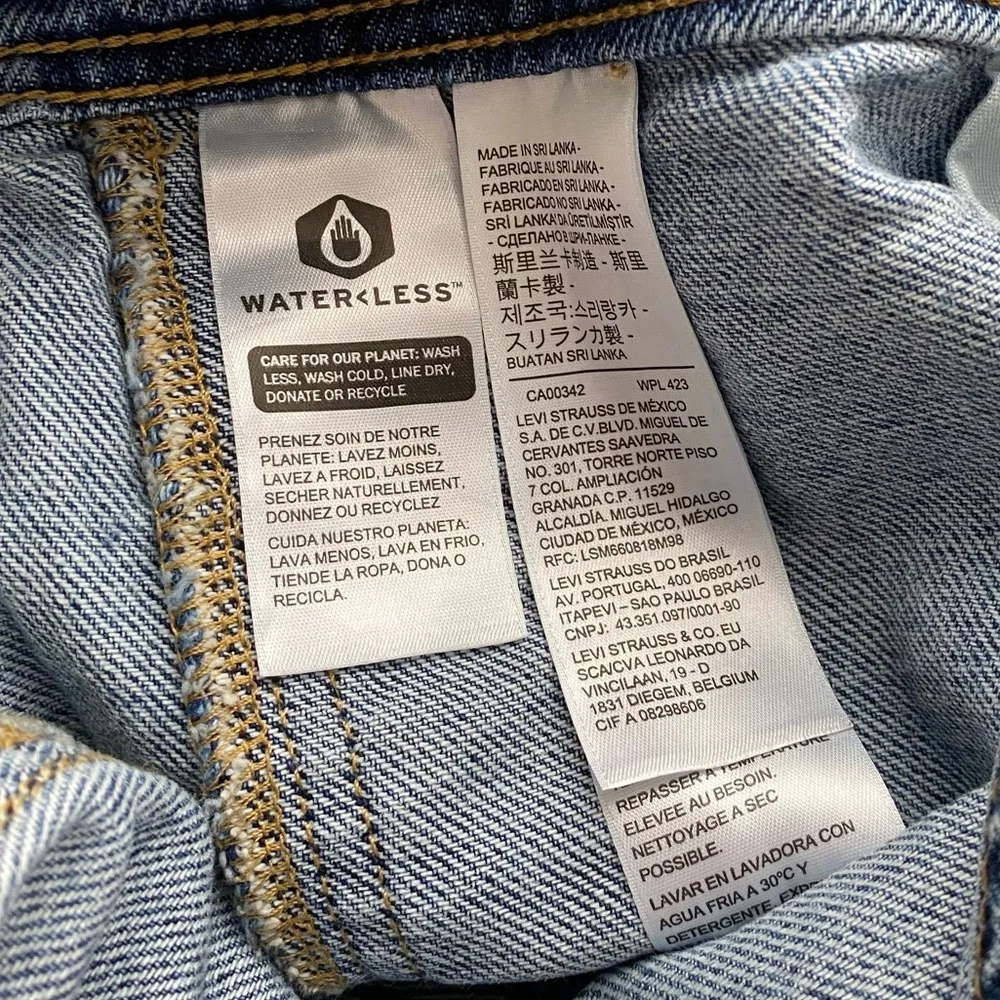 WATER<LESS™
CARE FOR OUR PLANET: WASH
LESS, WASH COLD, LINE DRY,
DONATE OR RECYCLE
PRENEZ SOIN DE NOTRE
PLANETE: LAVEZ MOINS,
LAVEZ A FROID, LAISSEZ
SECHER NATURELLEMENT,
DONNEZ OU RECYCLEZ
CUIDA NUESTRO PLANETA:
LAVA MENOS, LAVA EN FRIO,
TIENDE LA ROPA, DONA O
RECICLA.
MADE IN SRI LANKA-
FABRIQUE AU SRI LANKA-
FABRICADO EN SRI LANKA-
FABRICADO NO SRI LANKA-
SRİ LANKA'DA ÜRETİLMİŞTİR
- СДЕЛАНО В ШРИ-ЛАНКЕ -
斯里兰卡制造 - 斯里
蘭卡製 -
제조국:스리랑카 -
スリランカ製 -
BUATAN SRI LANKA
CA00342 WPL 423
LEVI STRAUSS DE MÉXICO
S.A. DE C.V.BLVD. MIGUEL DE
CERVANTES SAAVEDRA
NO. 301, TORRE NORTE PISO
7 COL. AMPLIACIÓN
GRANADA C.P. 11529
ALCALDÍA. MIGUEL HIDALGO
CIUDAD DE MÉXICO, MÉXICO
RFC: LSM660818M98
LEVI STRAUSS DO BRASIL
AV. PORTUGAL, 400 06690-110
ITAPEVI – SAO PAULO BRASIL
CNPJ: 43.351.097/0001-90
LEVI STRAUSS & CO. EU
SCA/CVA LEONARDO DA
VINCILAAN, 19 - D
1831 DIEGEM, BELGIUM
CIF A 08298606
REPASSER A TEMPERATURE
ELEVEE AU BESOIN.
NETTOYAGE A SEC
POSSIBLE.
LAVAR EN LAVADORA CON
AGUA FRIA A 30ºC Y
DETERGENTE